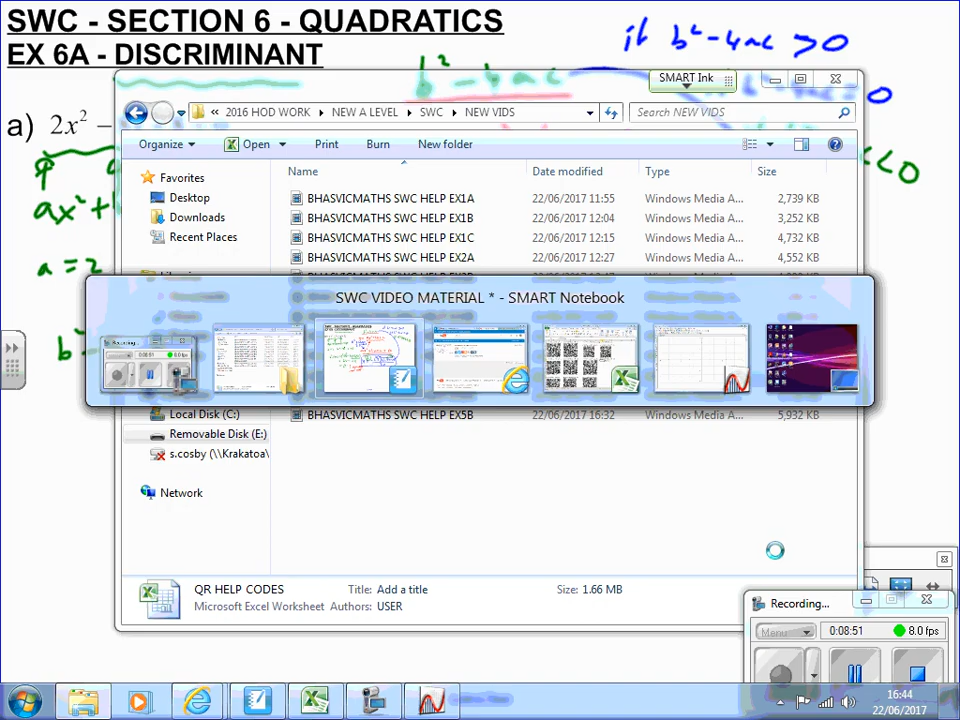 SWC - SECTION 6 - QUADRATICS
EX 6A - DISCRIMINANT
if b² - 4ac > 0
b² - 4ac
= 0
SMART Ink
2016 HOD WORK ▸ NEW A LEVEL ▸ SWC ▸ NEW VIDS
Search NEW VIDS
a) 2x² –
Organize Open Print Burn New folder
< 0
Name Date modified Type Size
Favorites
Desktop
Downloads
Recent Places
BHASVICMATHS SWC HELP EX1A 22/06/2017 11:55 Windows Media A... 2,739 KB
BHASVICMATHS SWC HELP EX1B 22/06/2017 12:04 Windows Media A... 3,252 KB
BHASVICMATHS SWC HELP EX1C 22/06/2017 12:15 Windows Media A... 4,732 KB
BHASVICMATHS SWC HELP EX2A 22/06/2017 12:27 Windows Media A... 4,552 KB
ax² +
a = 2
SWC VIDEO MATERIAL * - SMART Notebook
b
Local Disk (C:)
BHASVICMATHS SWC HELP EX5B 22/06/2017 16:32 Windows Media A... 5,932 KB
Removable Disk (E:)
s.cosby (\\Krakatoa\
Network
QR HELP CODES Title: Add a title Size: 1.66 MB
Microsoft Excel Worksheet Authors: USER
Recording...
Menu 0:08:51 8.0 fps
16:44
22/06/2017